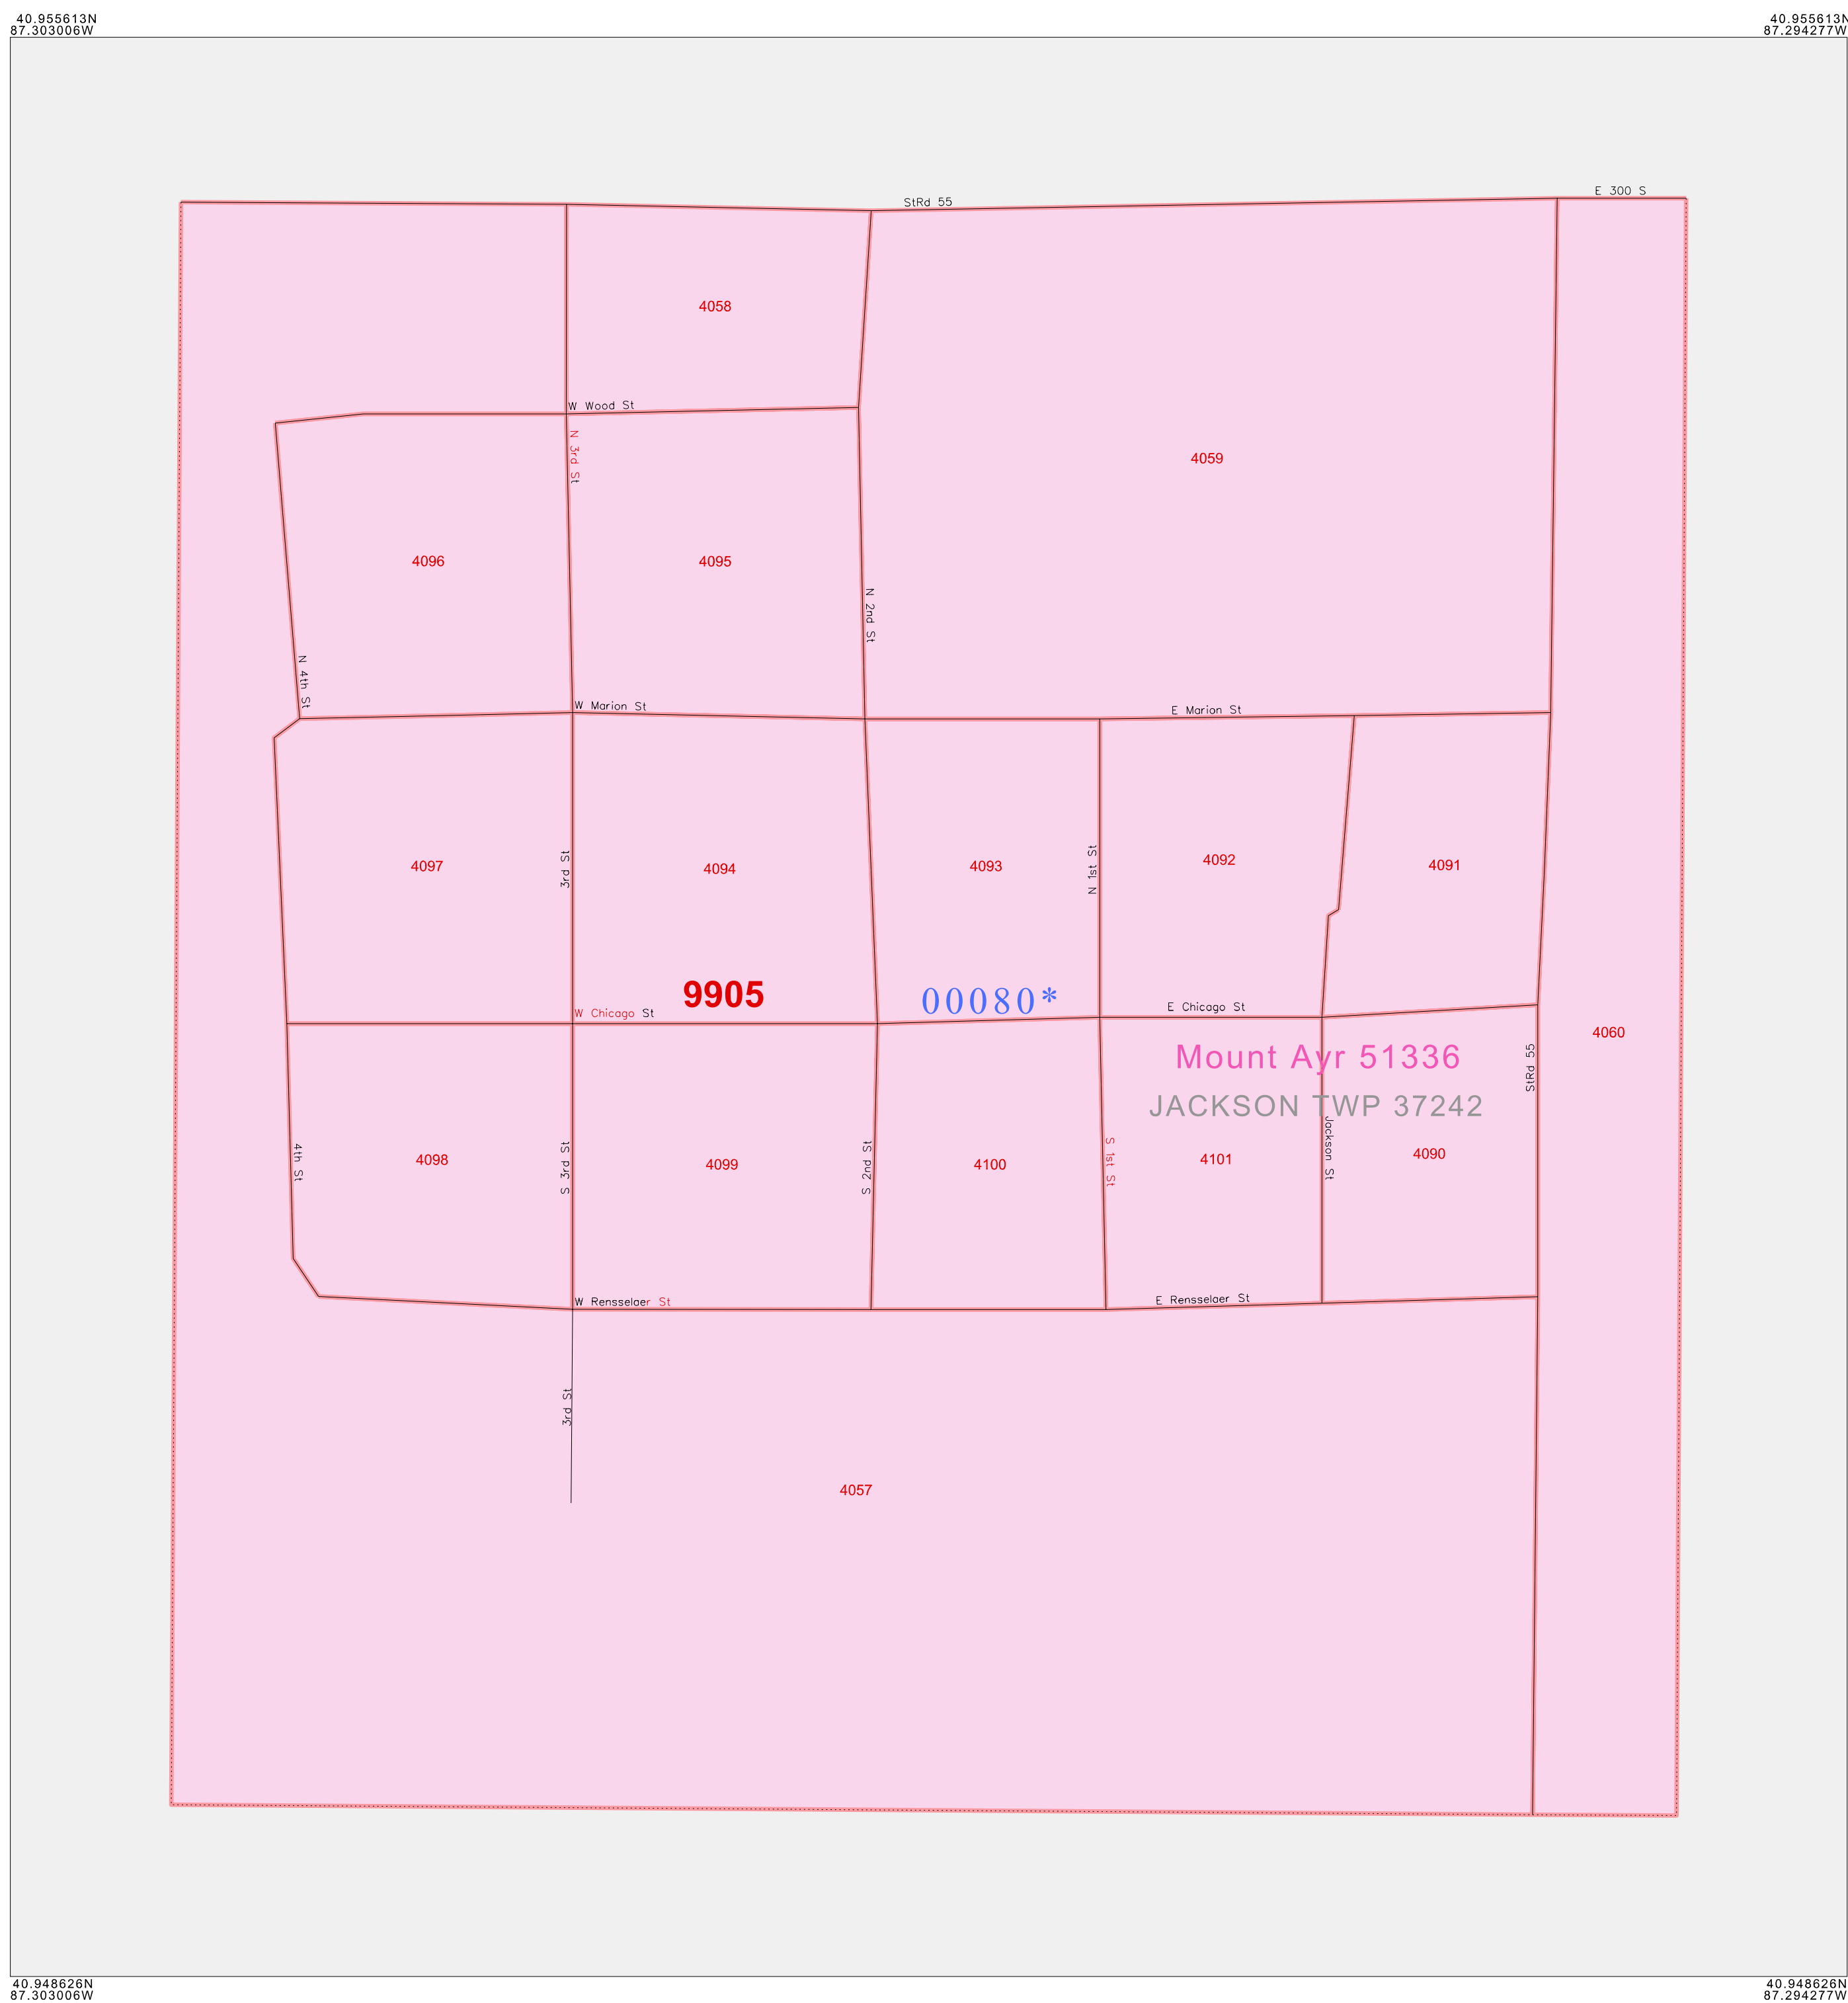 40.955613N
87.303006W
40.955613N
87.294277W
E 300 S
StRd 55
4058
W Wood St
N 3rd St
4059
4096
4095
N 2nd St
N 4th St
W Marion St
E Marion St
4097
3rd St
4094
4093
N 1st St
4092
4091
9905
00080*
W Chicago St
E Chicago St
4060
Mount Ayr 51336
StRd 55
JACKSON TWP 37242
4th St
4098
S 3rd St
4099
S 2nd St
4100
S 1st St
4101
Jackson St
4090
W Rensselaer St
E Rensselaer St
3rd St
4057
40.948626N
87.303006W
40.948626N
87.294277W